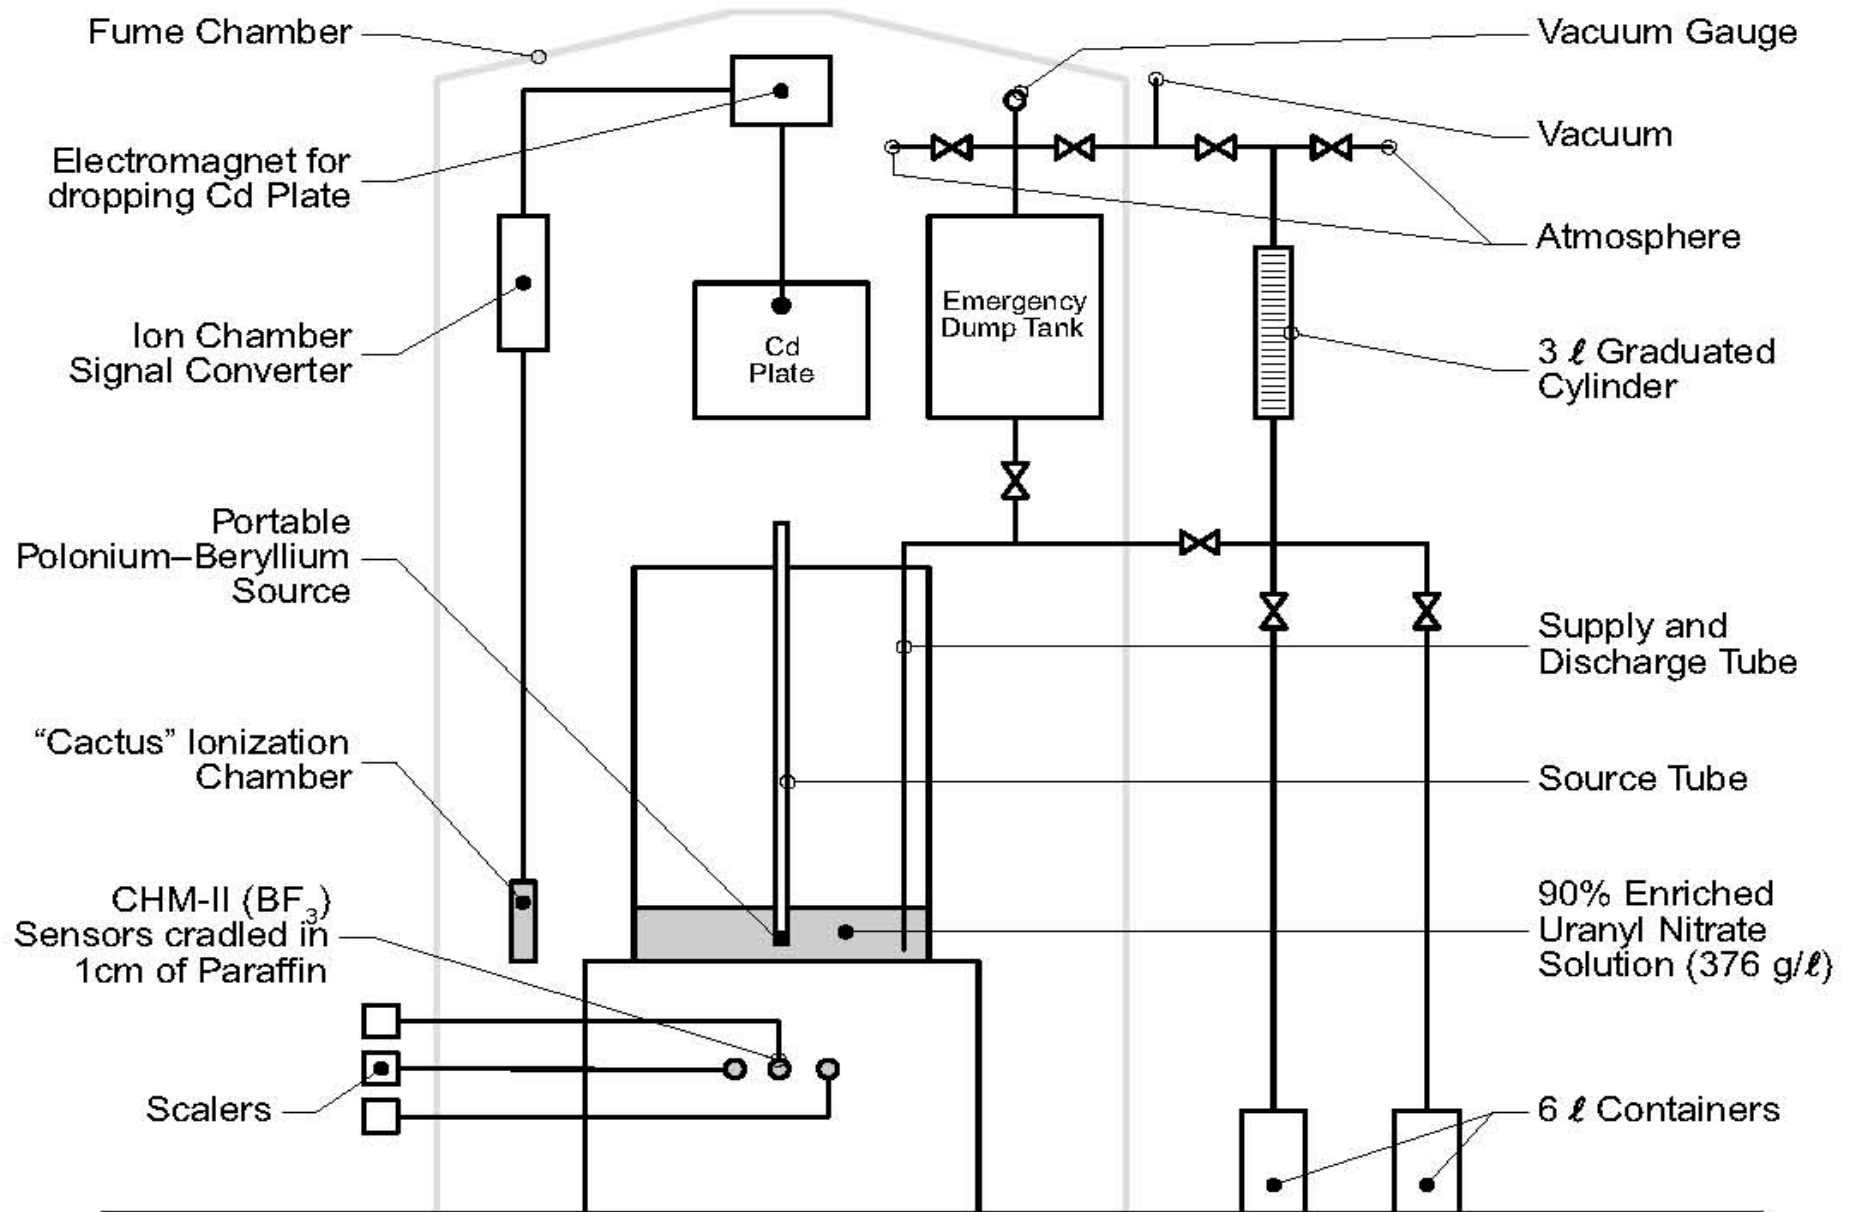 Fume Chamber
Electromagnet for
dropping Cd Plate
Ion Chamber
Signal Converter
Portable
Polonium–Beryllium
Source
“Cactus” Ionization
Chamber
CHM-II (BF₃)
Sensors cradled in
1cm of Paraffin
Scalers
Cd
Plate
Emergency
Dump Tank
Vacuum Gauge
Vacuum
Atmosphere
3 ℓ Graduated
Cylinder
Supply and
Discharge Tube
Source Tube
90% Enriched
Uranyl Nitrate
Solution (376 g/ℓ)
6 ℓ Containers